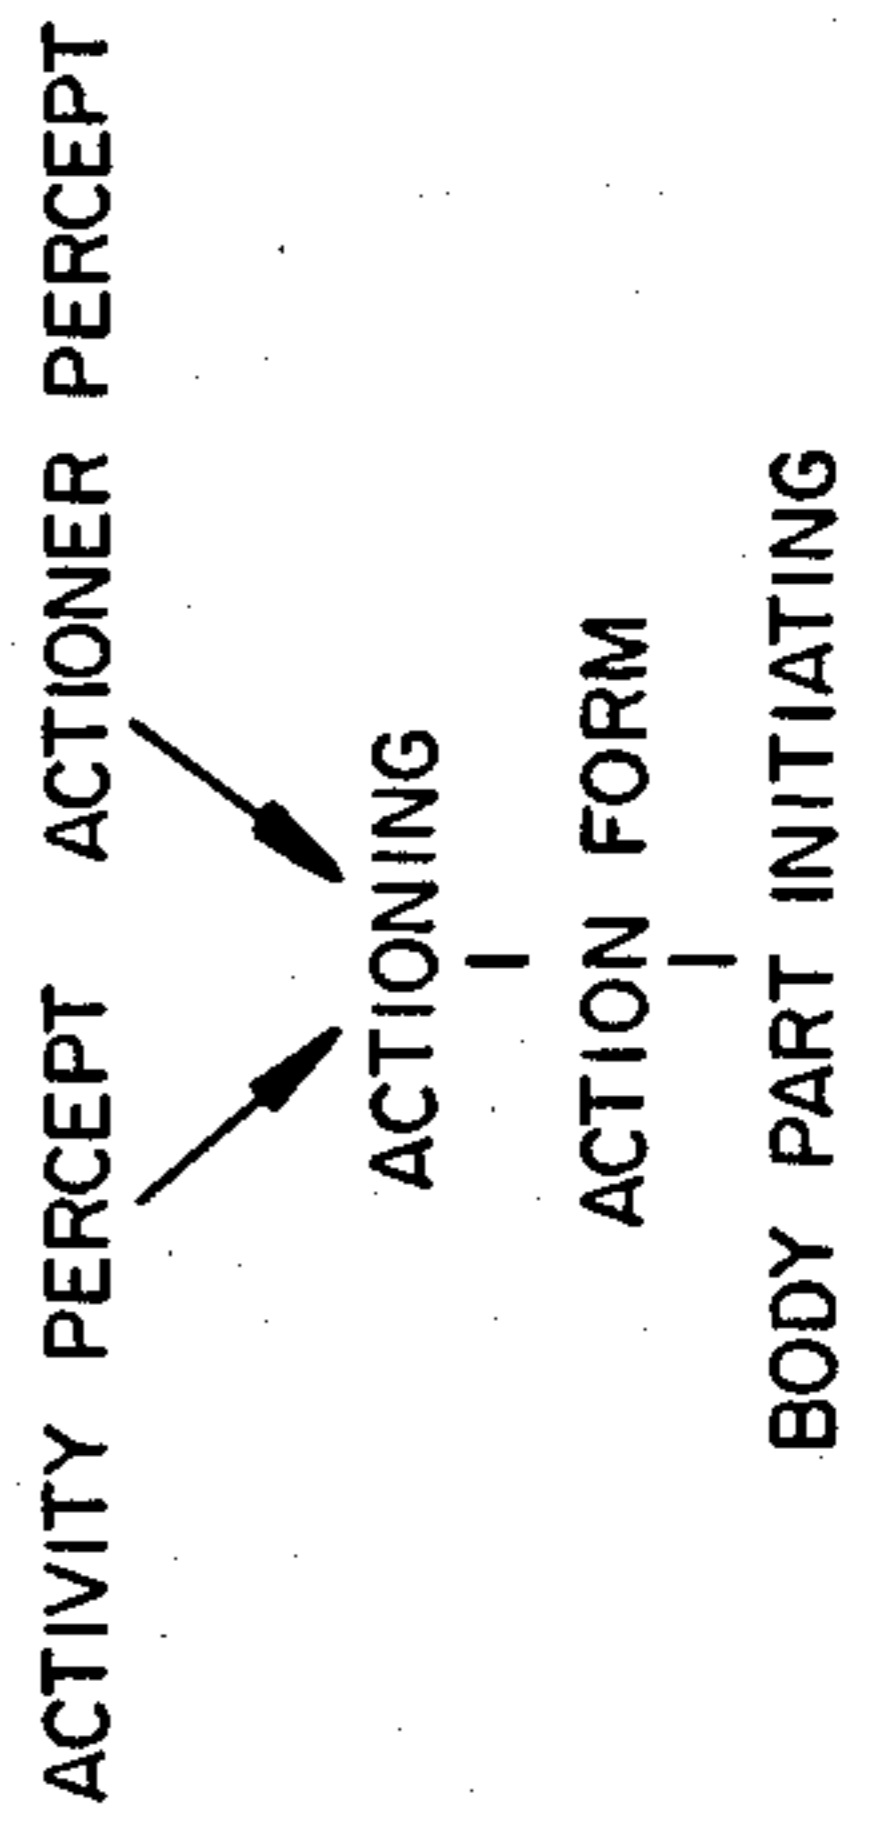 ACTIVITY PERCEPT ACTIONER PERCEPT
ACTIONING
ACTION FORM
BODY PART INITIATING